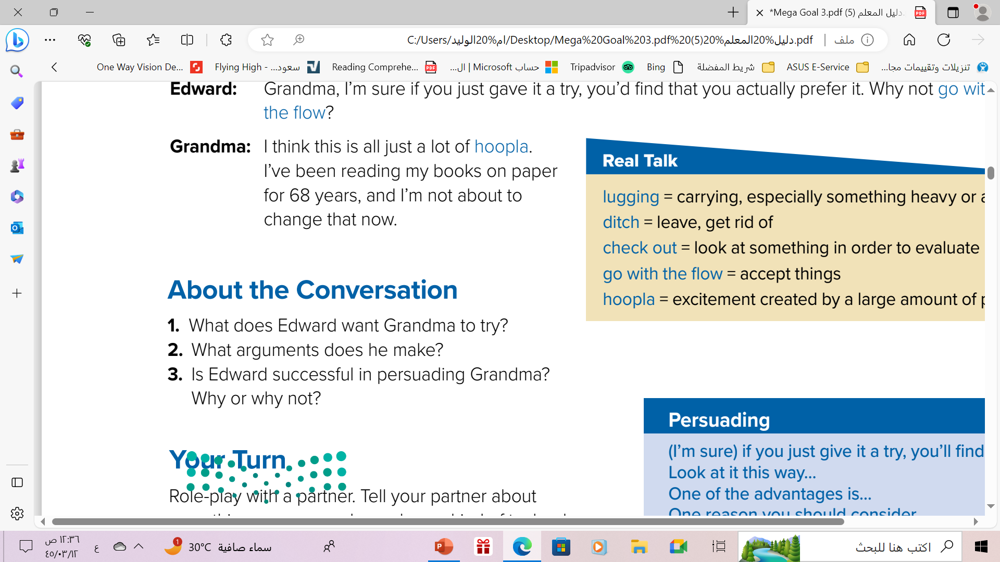 *Mega Goal 3.pdf (5) دليل المعلم.
C:/Users/ام%20الوليد/Desktop/Mega%20Goal%203.pdf%20(5)%20دليل%20المعلم.pdf
ملف
One Way Vision De...
Flying High - سعود...
Reading Comprehe...
حساب Microsoft | ال...
Tripadvisor
Bing
شريط المفضلة
ASUS E-Service
تنزيلات وتقييمات مجا...
Edward: Grandma, I'm sure if you just gave it a try, you'd find that you actually prefer it. Why not go wit
the flow?
Grandma: I think this is all just a lot of hoopla.
I've been reading my books on paper
for 68 years, and I'm not about to
change that now.
Real Talk
lugging = carrying, especially something heavy or a
ditch = leave, get rid of
check out = look at something in order to evaluate
go with the flow = accept things
hoopla = excitement created by a large amount of p
About the Conversation
1. What does Edward want Grandma to try?
2. What arguments does he make?
3. Is Edward successful in persuading Grandma?
Why or why not?
Persuading
(I'm sure) if you just give it a try, you'll find
Look at it this way...
One of the advantages is...
One reason you should consider
Your Turn
Role-play with a partner. Tell your partner about
١٢:٣٦ ص
٤٥/٠٣/١٢
ع
1
30°C سماء صافية
اكتب هنا للبحث